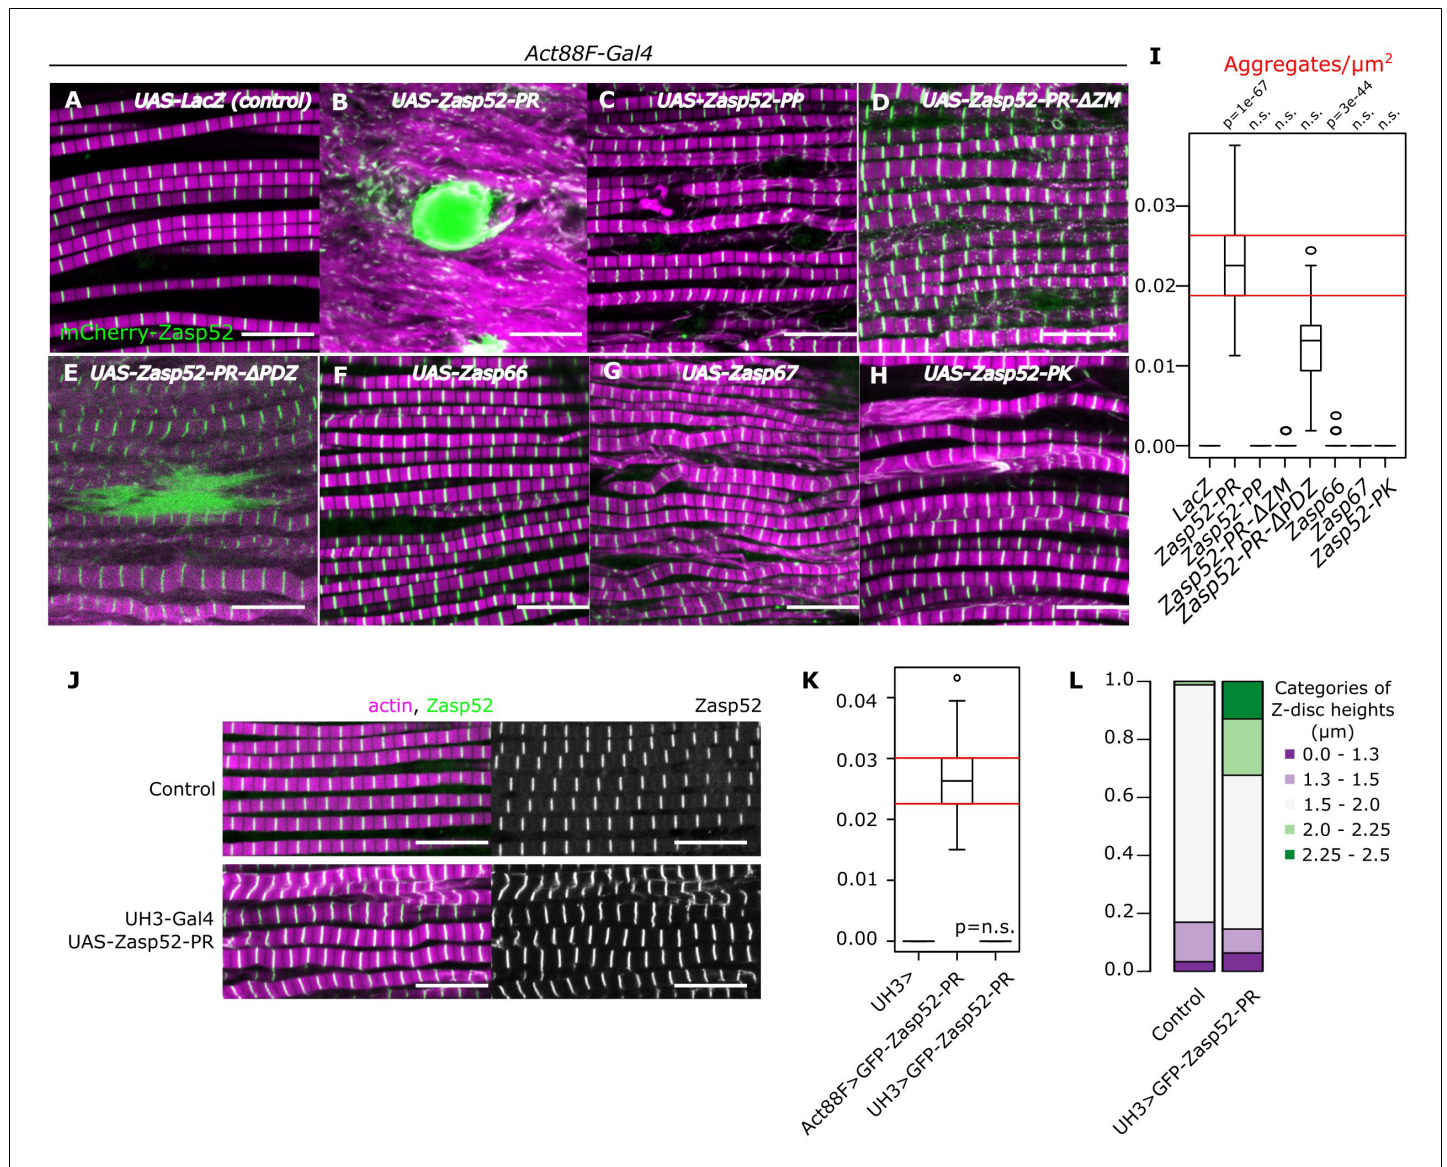 Act88F-Gal4
A UAS-LacZ (control)
B UAS-Zasp52-PR
C UAS-Zasp52-PP
D UAS-Zasp52-PR-ΔZM
mCherry-Zasp52
E UAS-Zasp52-PR-ΔPDZ
F UAS-Zasp66
G UAS-Zasp67
H UAS-Zasp52-PK
I
Aggregates/µm²
p=1e-67
n.s.
n.s.
n.s.
p=3e-44
n.s.
n.s.
0.03
0.02
0.01
0.00
LacZ
Zasp52-PR
Zasp52-PP
Zasp52-PR-ΔZM
Zasp52-PR-ΔPDZ
Zasp66
Zasp67
Zasp52-PK
J
actin, Zasp52
Zasp52
Control
UH3-Gal4
UAS-Zasp52-PR
K
0.04
0.03
0.02
0.01
0.00
p=n.s.
UH3>
Act88F>GFP-Zasp52-PR
UH3>GFP-Zasp52-PR
L
1.0
0.8
0.6
0.4
0.2
0.0
Control
UH3>GFP-Zasp52-PR
Categories of
Z-disc heights
(µm)
0.0 - 1.3
1.3 - 1.5
1.5 - 2.0
2.0 - 2.25
2.25 - 2.5